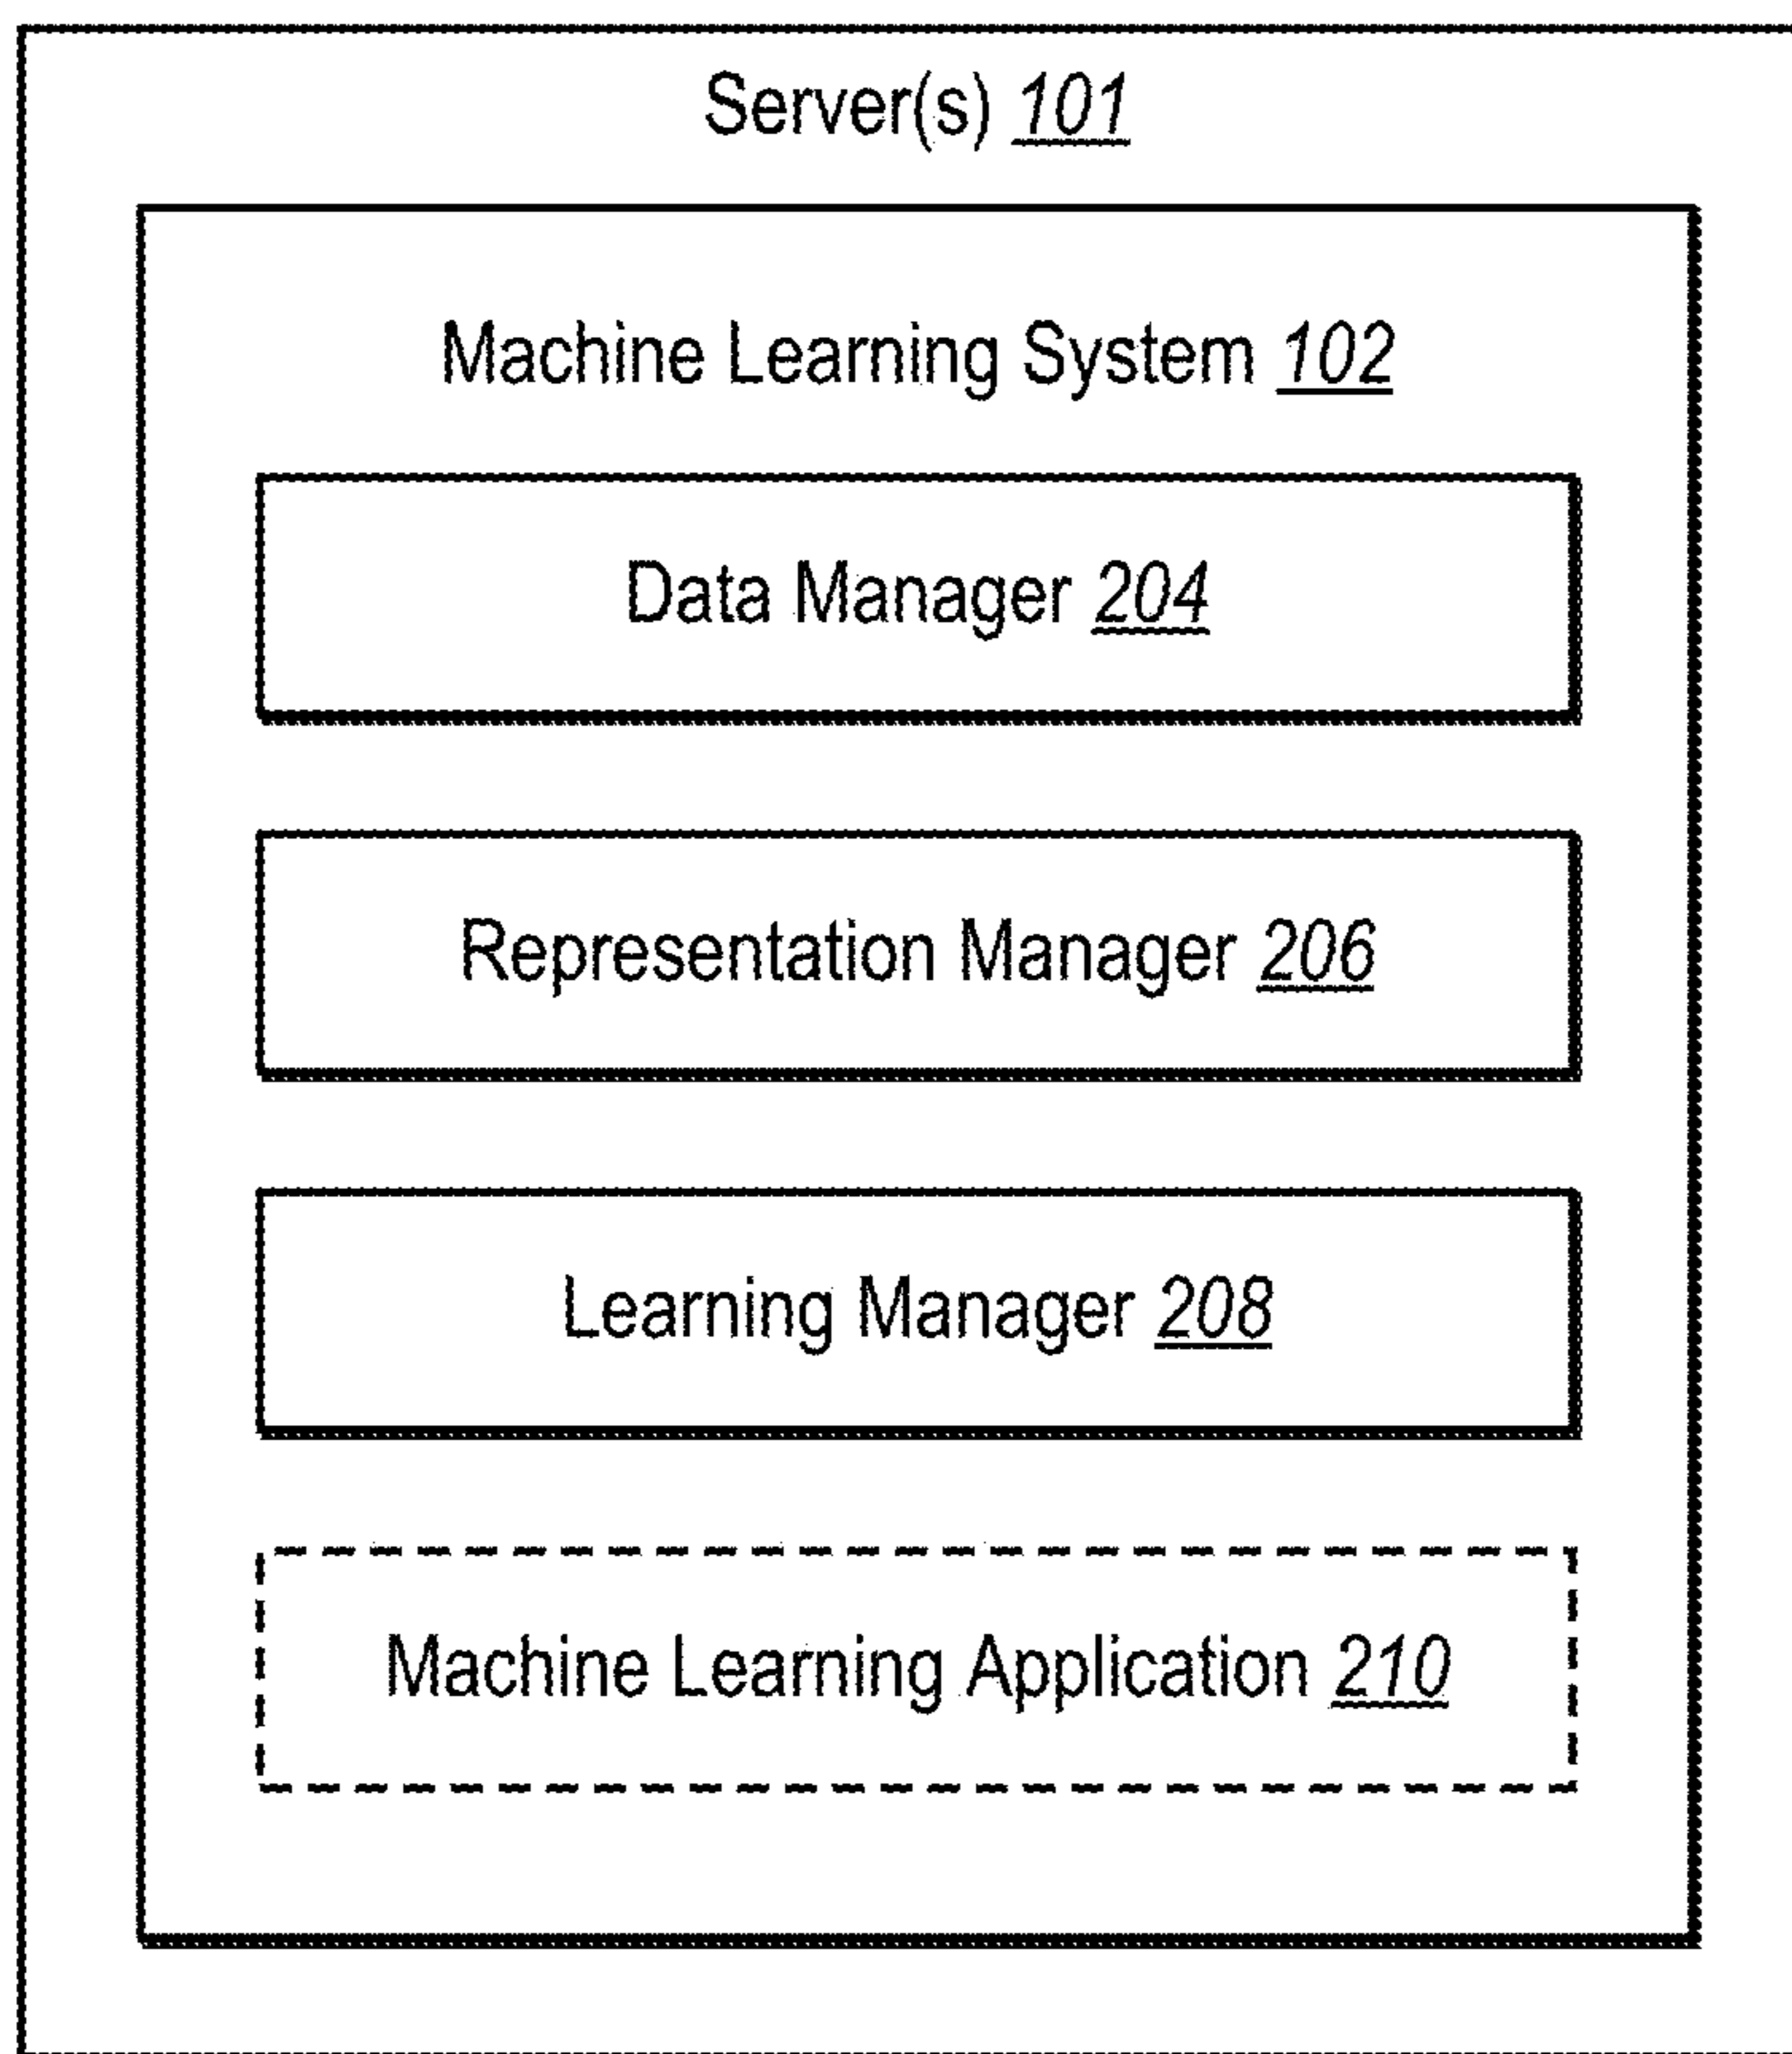 Server(s) 101
Machine Learning System 102
Data Manager 204
Representation Manager 206
Learning Manager 208
Machine Learning Application 210